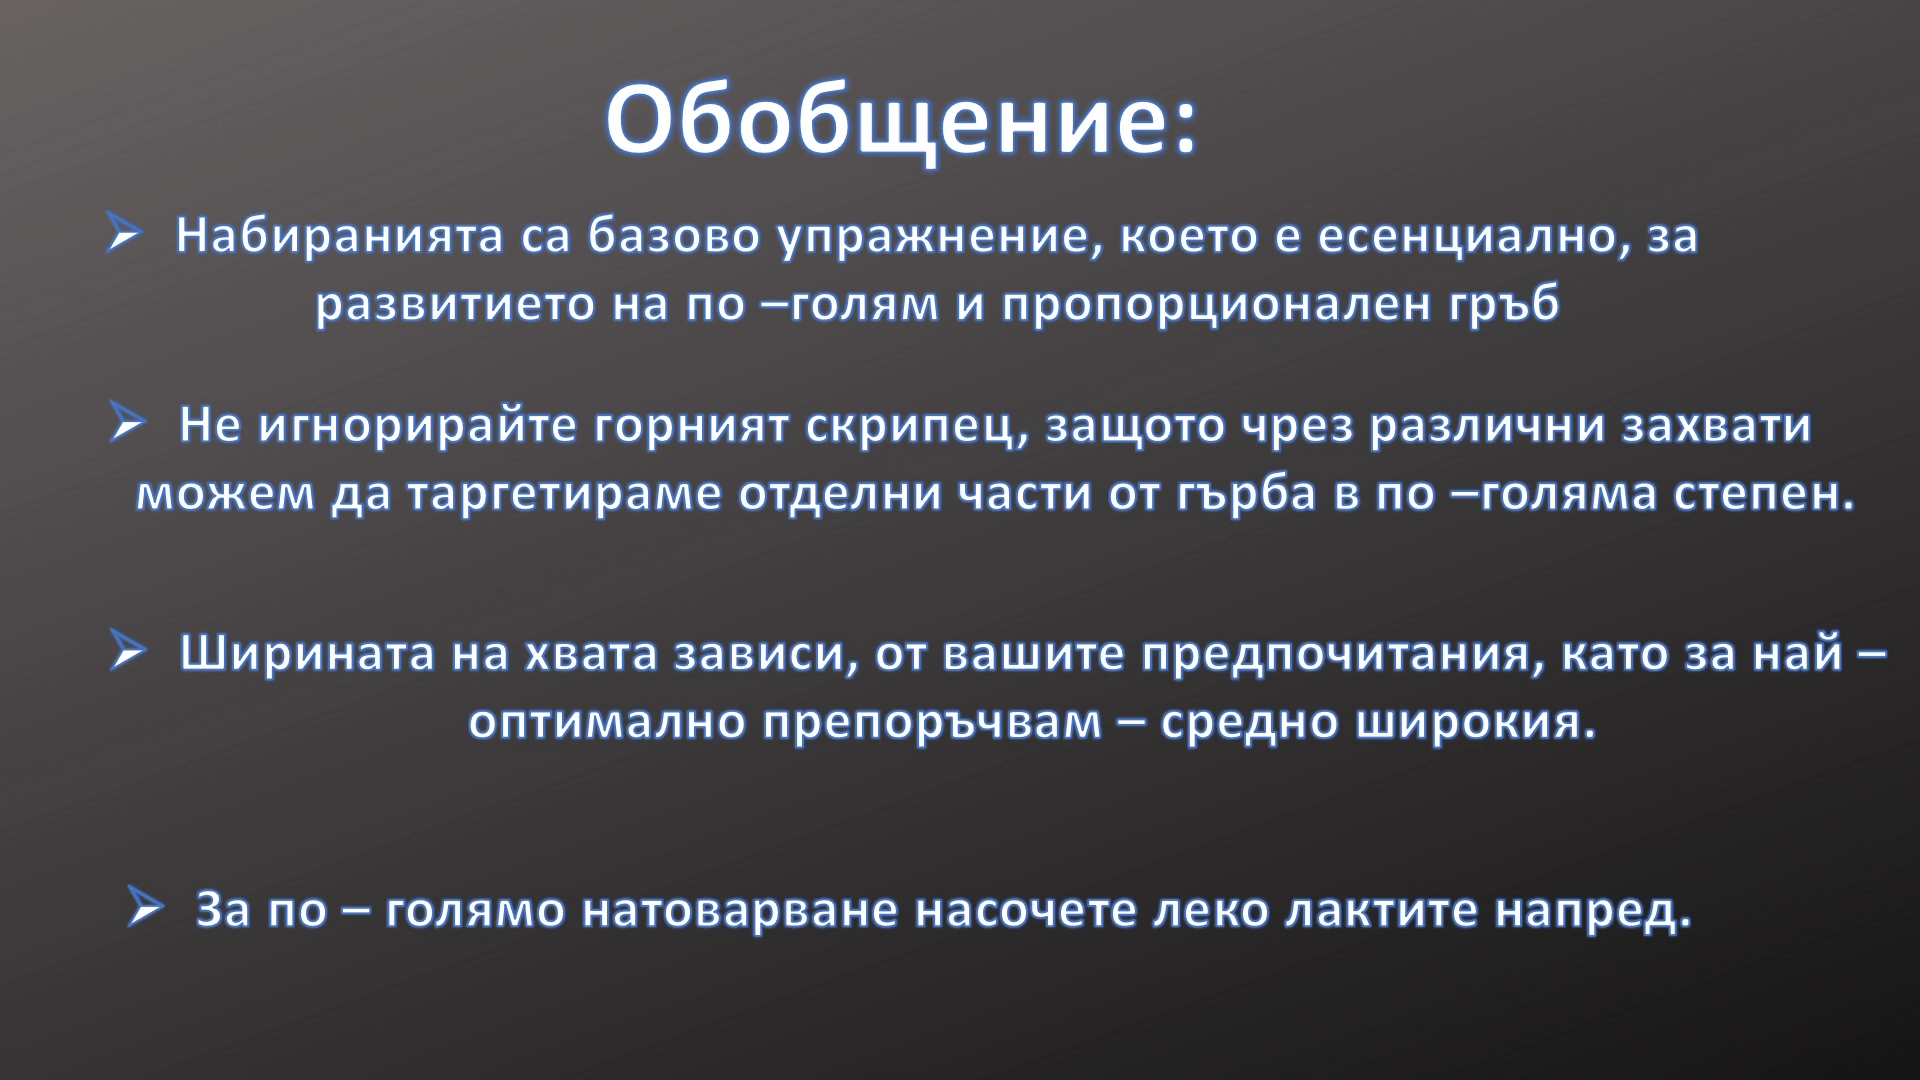 Обобщение:
Набиранията са базово упражнение, което е есенциално, за
развитието на по –голям и пропорционален гръб
Не игнорирайте горният скрипец, защото чрез различни захвати
можем да таргетираме отделни части от гърба в по –голяма степен.
Ширината на хвата зависи, от вашите предпочитания, като за най –
оптимално препоръчвам – средно широкия.
За по – голямо натоварване насочете леко лактите напред.